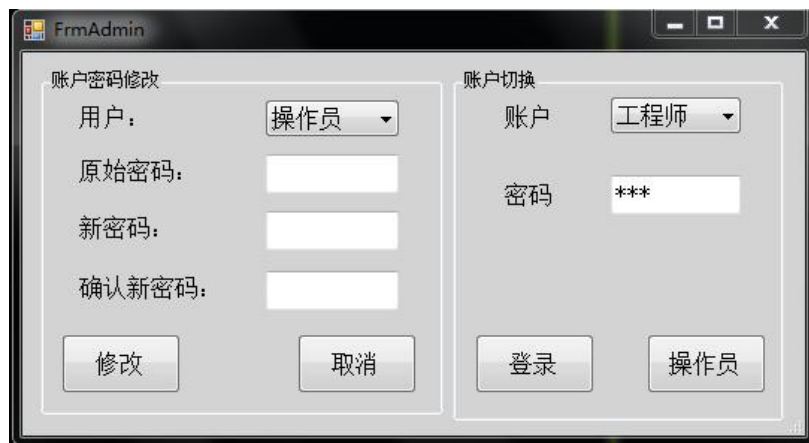 FrmAdmin
账户密码修改
用户： 操作员
原始密码：
新密码：
确认新密码：
修改 取消
账户切换
账户 工程师
密码 ***
登录 操作员